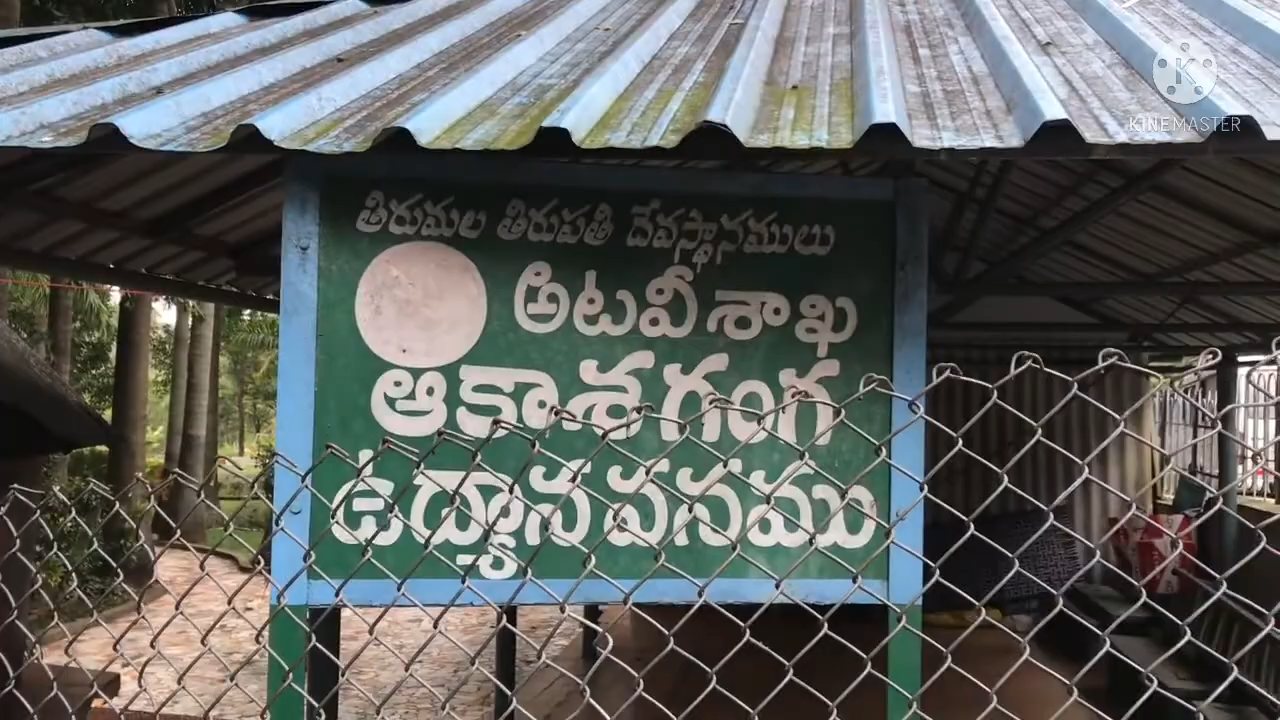 తిరుమల తిరుపతి దేవస్థానములు
అటవీ శాఖ
ఆకాశగంగ
ఉద్యానవనము
K
KINEMASTER